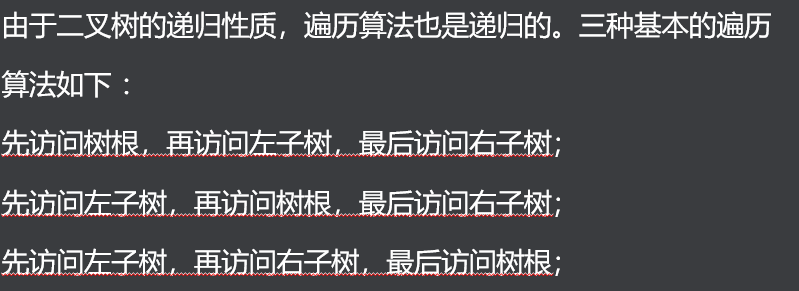 由于二叉树的递归性质，遍历算法也是递归的。三种基本的遍历
算法如下：
先访问树根，再访问左子树，最后访问右子树；
先访问左子树，再访问树根，最后访问右子树；
先访问左子树，再访问右子树，最后访问树根；